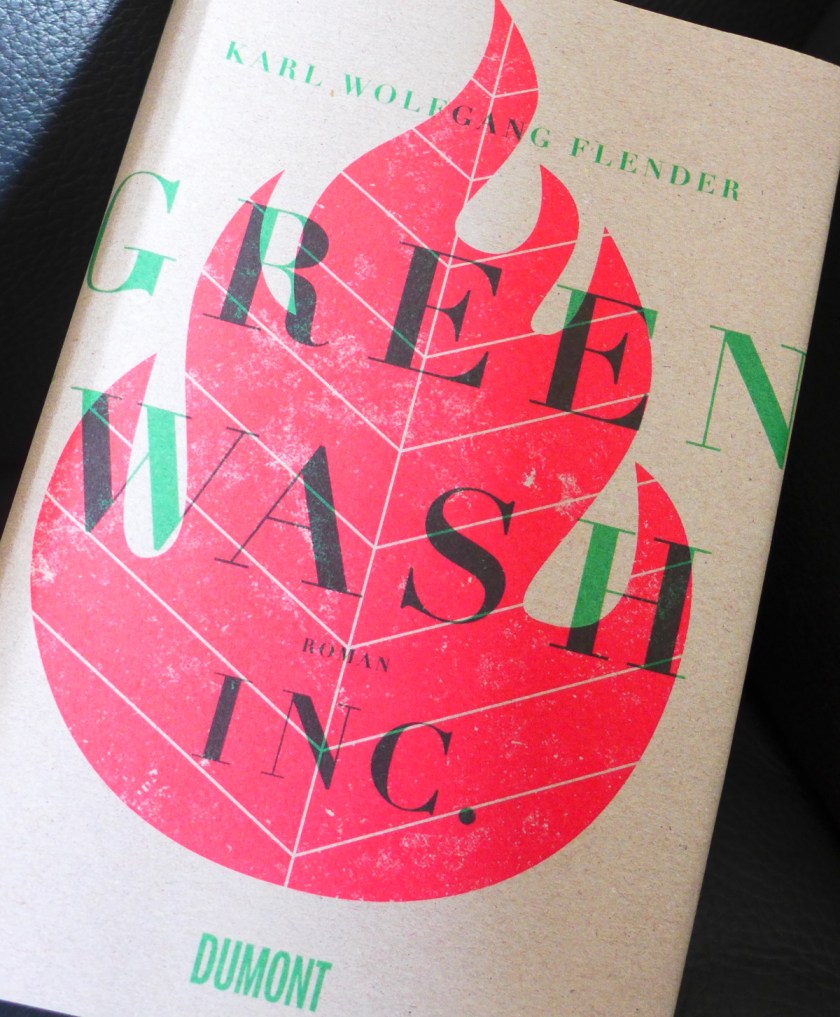 KARL WOLFGANG FLENDER
GREEN
WASH
ROMAN
INC.
DUMONT